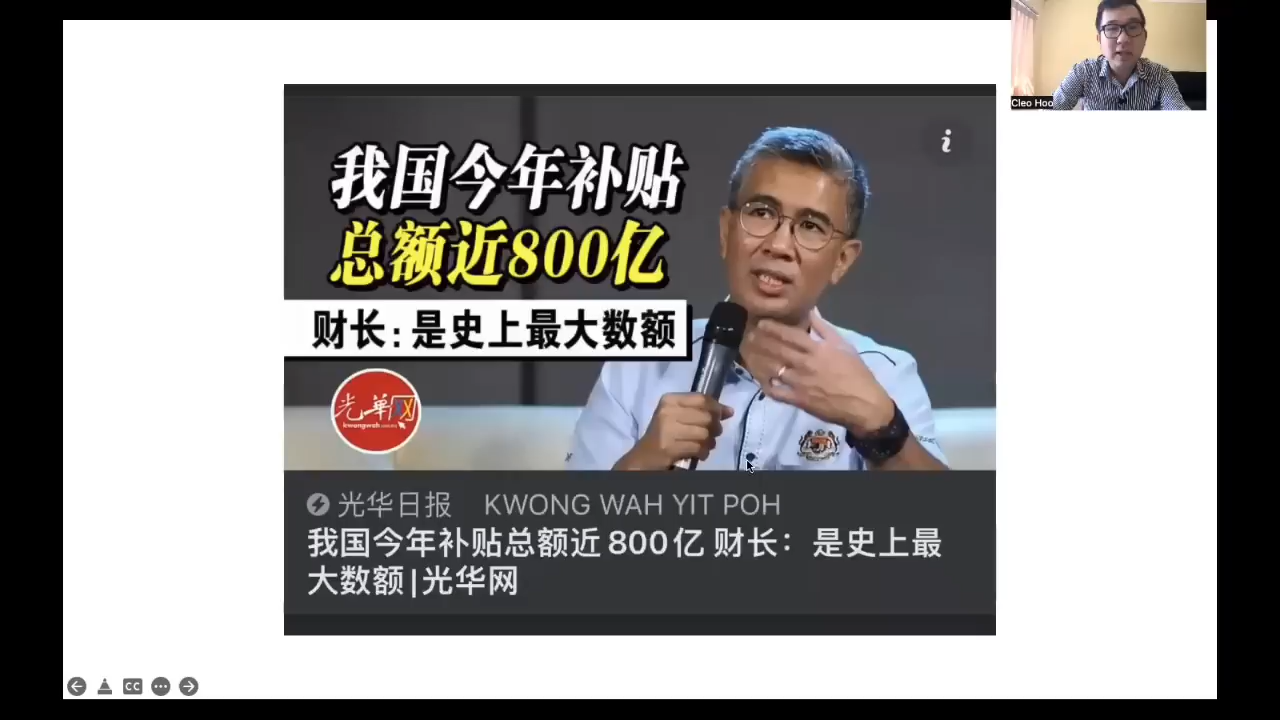 Cleo Hoo
我国今年补贴
总额近800亿
财长:是史上最大数额
光華网
kwongwah.com.my
光华日报 KWONG WAH YIT POH
我国今年补贴总额近800亿 财长：是史上最
大数额|光华网
CC